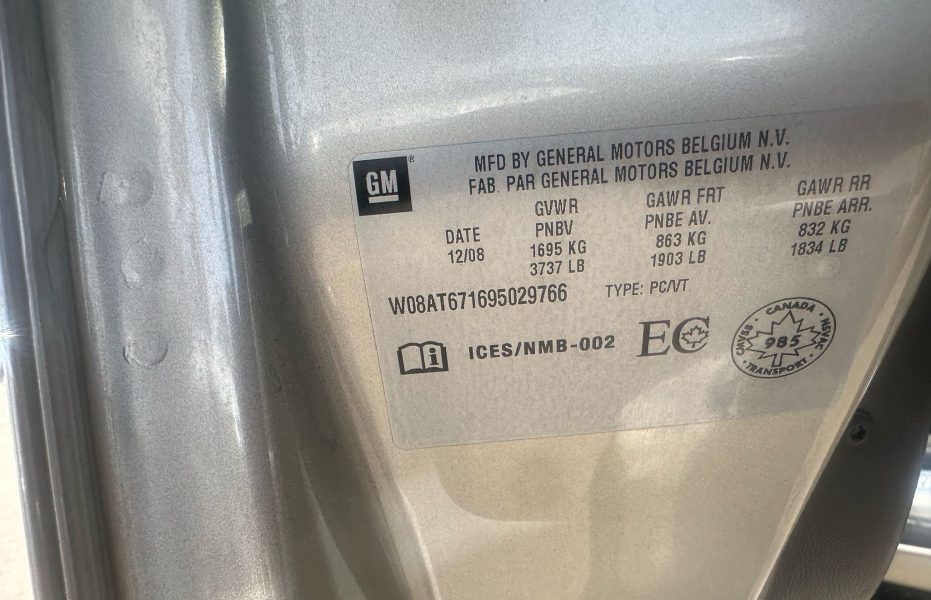 GM®
MFD BY GENERAL MOTORS BELGIUM N.V.
FAB. PAR GENERAL MOTORS BELGIUM N.V.
DATE
12/08
GVWR
PNBV
1695 KG
3737 LB
GAWR FRT
PNBE AV.
863 KG
1903 LB
GAWR RR
PNBE ARR.
832 KG
1834 LB
W08AT671695029766 TYPE: PC/VT
i ICES/NMB-002 EC
CANADA
CMVSS 985 NSVAC
TRANSPORT